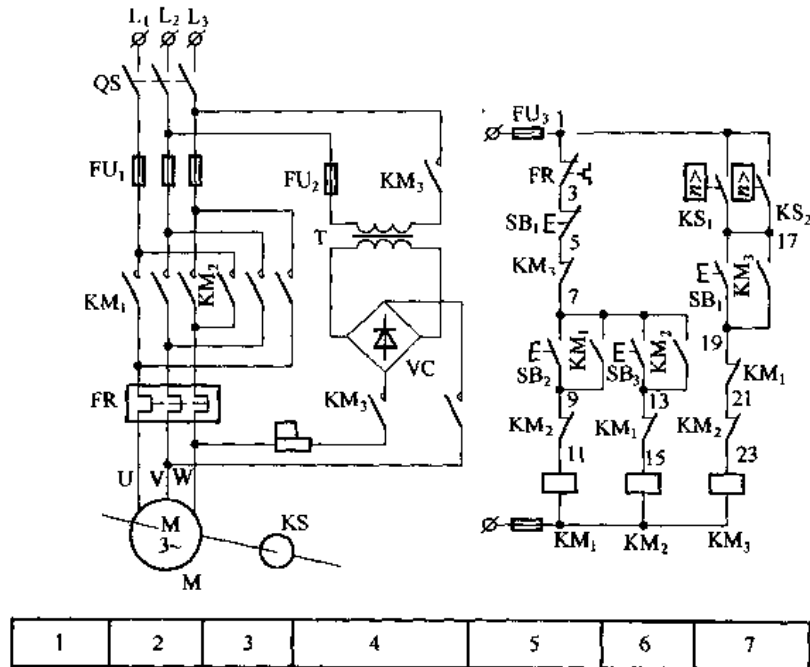 L₁ L₂ L₃
QS
FU₁
FU₂
KM₃
T
KM₁
KM₂
VC
FR
KM₃
U V W
M
3~
M
KS
FU₃ 1
FR
3
SB₁
5
KM₃
7
n> n>
KS₁
KS₂
17
SB₁
KM₃
19
SB₂
KM₁
SB₃
KM₂
KM₁
9
13
21
KM₂
KM₁
KM₂
11
15
23
KM₁
KM₂
KM₃
1 2 3 4 5 6 7